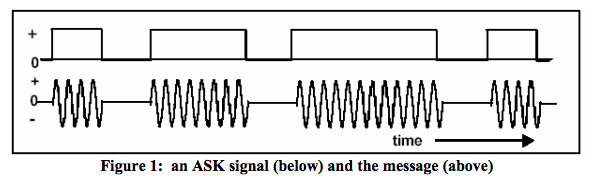 +
0
+
0
-
time
Figure 1: an ASK signal (below) and the message (above)